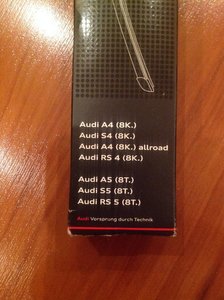 Audi A4 (8K.)
Audi S4 (8K.)
Audi A4 (8K.) allroad
Audi RS 4 (8K.)
Audi A5 (8T.)
Audi S5 (8T.)
Audi RS 5 (8T.)
Audi Vorsprung durch Technik